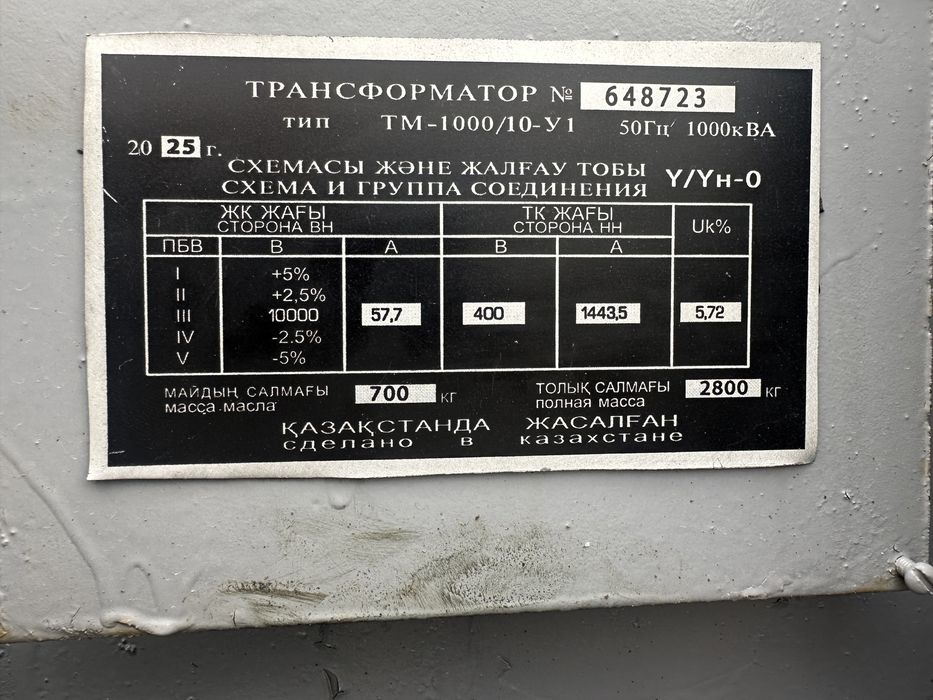 ТРАНСФОРМАТОР № 648723
тип ТМ-1000/10-У1 50Гц 1000кВА
20 25 г.
СХЕМАСЫ ЖӘНЕ ЖАЛҒАУ ТОБЫ
СХЕМА И ГРУППА СОЕДИНЕНИЯ Y/Yн-0
ЖК ЖАҒЫ ТК ЖАҒЫ
СТОРОНА ВН СТОРОНА НН Uk%
ПБВ В А В А
I +5%
II +2,5%
III 10000 57,7 400 1443,5 5,72
IV -2.5%
V -5%
МАЙДЫҢ САЛМАҒЫ 700 кг ТОЛЫҚ САЛМАҒЫ 2800 кг
масса масла полная масса
ҚАЗАҚСТАНДА ЖАСАЛҒАН
сделано в казахстане